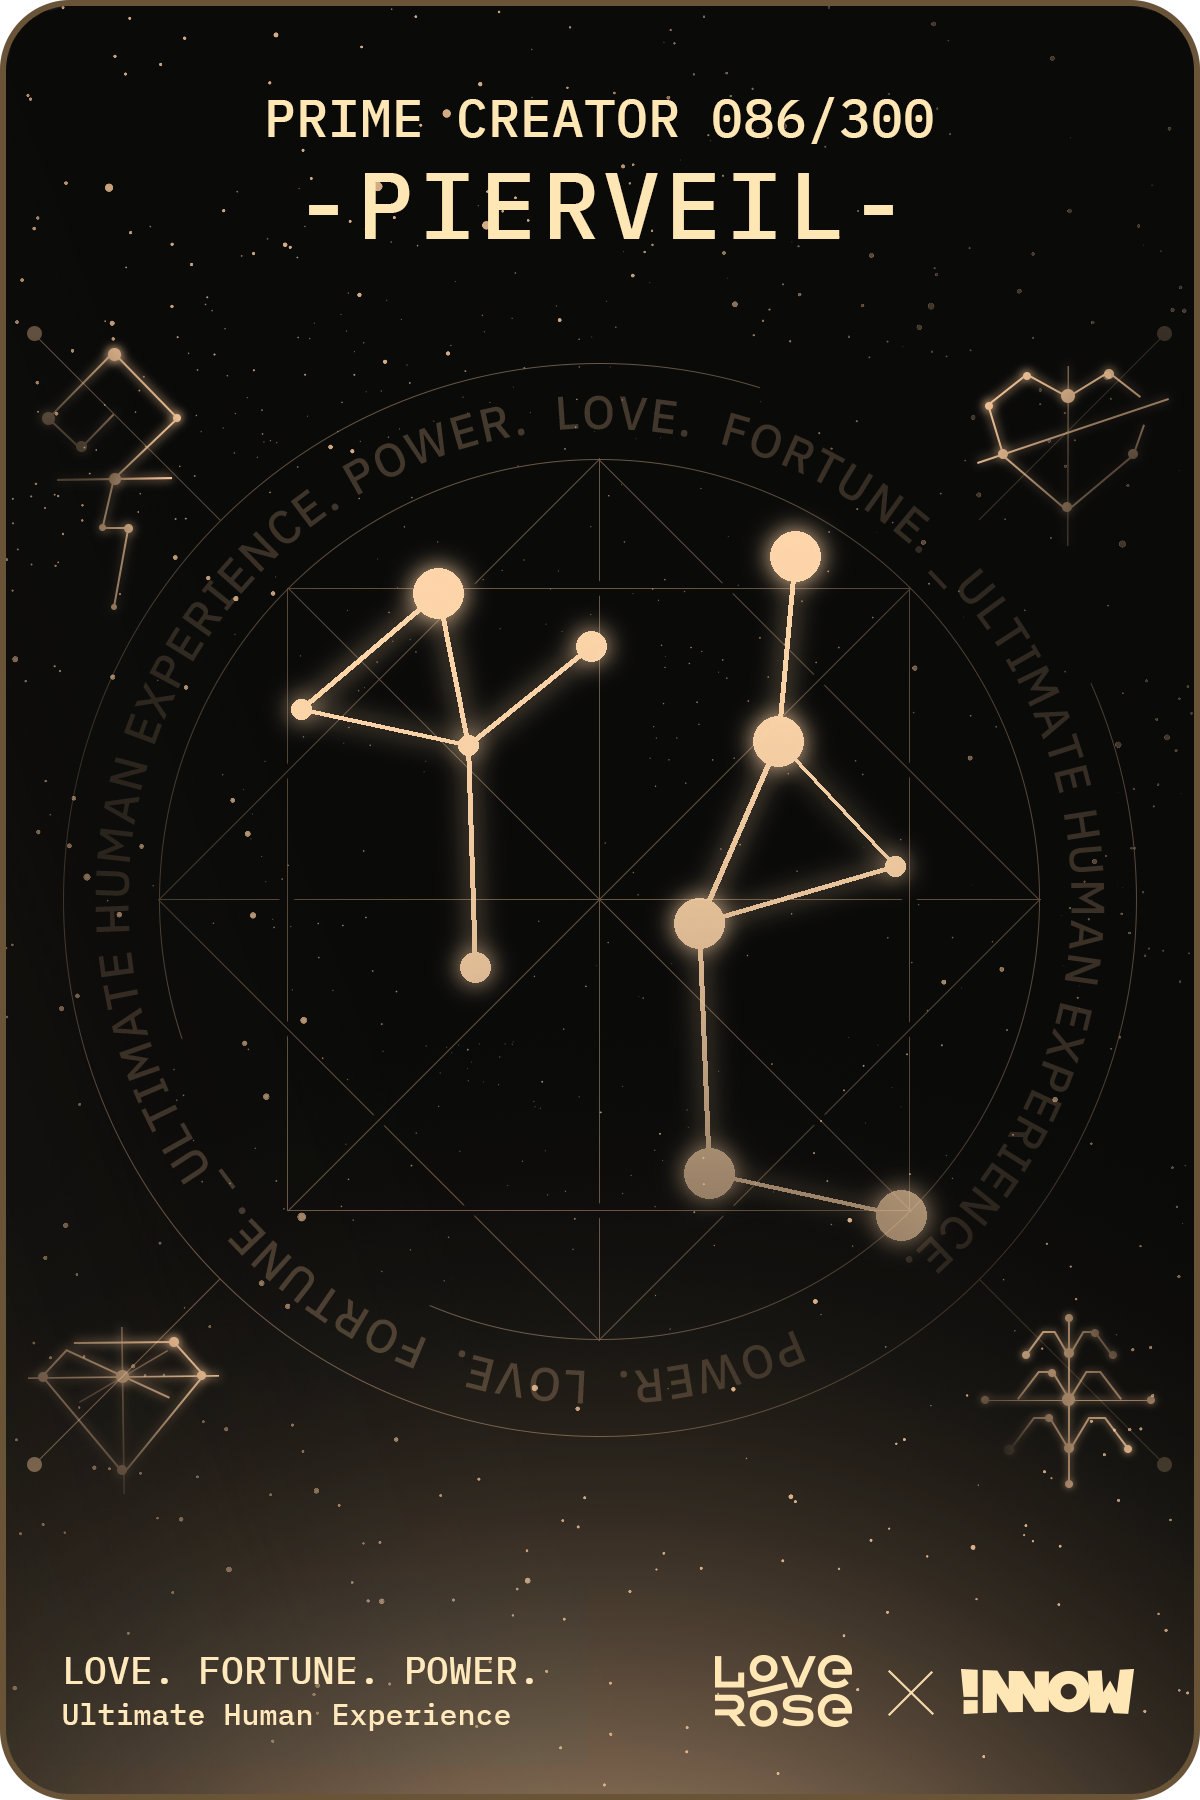 PRIME CREATOR 086/300
-PIERVEIL-
ULTIMATE HUMAN EXPERIENCE. POWER. LOVE. FORTUNE. – ULTIMATE HUMAN EXPERIENCE. POWER. LOVE. FORTUNE. –
LOVE. FORTUNE. POWER.
Ultimate Human Experience
LOVE
ROSE
!NNOW